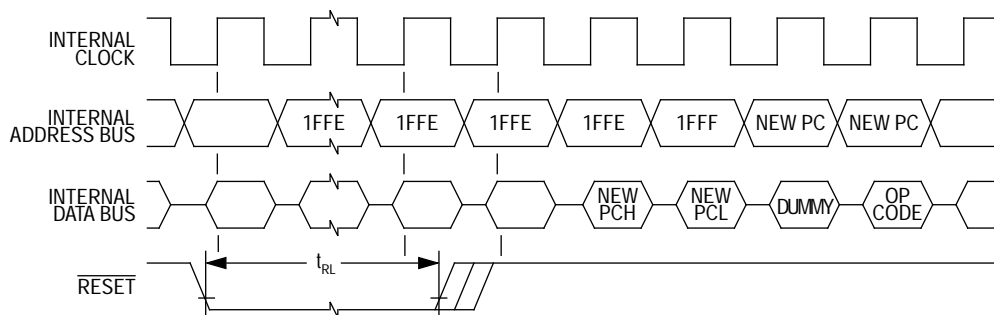 INTERNAL
CLOCK
INTERNAL
ADDRESS BUS
1FFE 1FFE 1FFE 1FFE 1FFF NEW PC NEW PC
INTERNAL
DATA BUS
NEW
PCH
NEW
PCL
DUMMY
OP
CODE
RESET
tRL